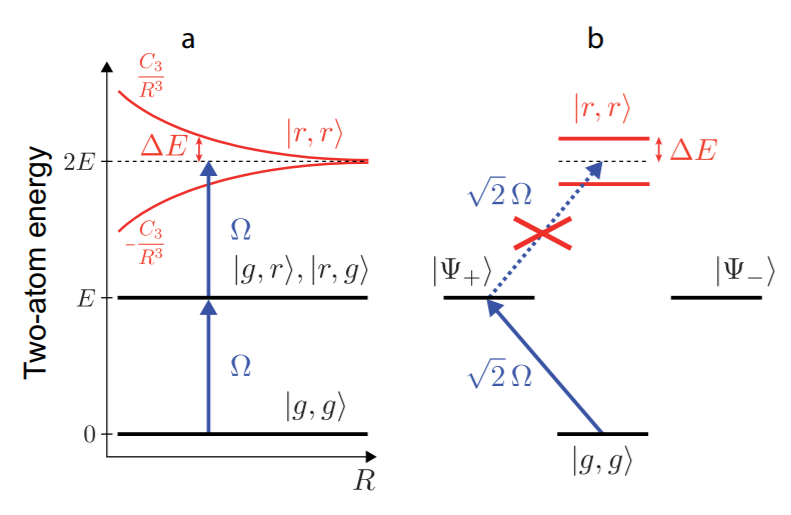 a
b
Two-atom energy
C₃/R³
|r, r⟩
ΔE
2E
-C₃/R³
Ω
|g, r⟩, |r, g⟩
E
Ω
|g, g⟩
0
R
|r, r⟩
ΔE
√2 Ω
|Ψ₊⟩
|Ψ₋⟩
√2 Ω
|g, g⟩